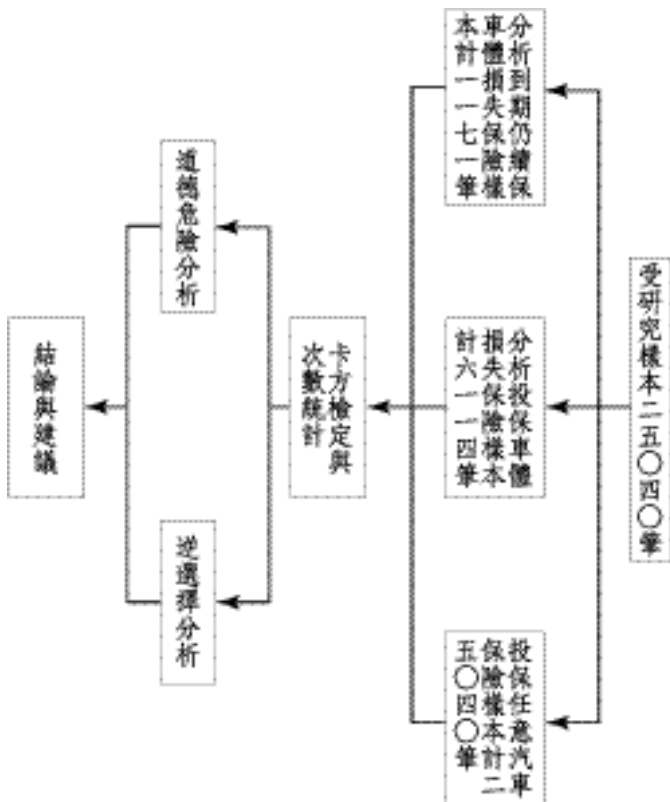 受研究樣本二五〇四〇筆
投保任意汽車
保險樣本計二
五〇四〇筆
分析投保車體
損失保險樣本
計六一一四筆
分析到期仍續保
車體損失保險樣
本計一一七一筆
卡方檢定與
次數統計
逆選擇分析
道德危險分析
結論與建議